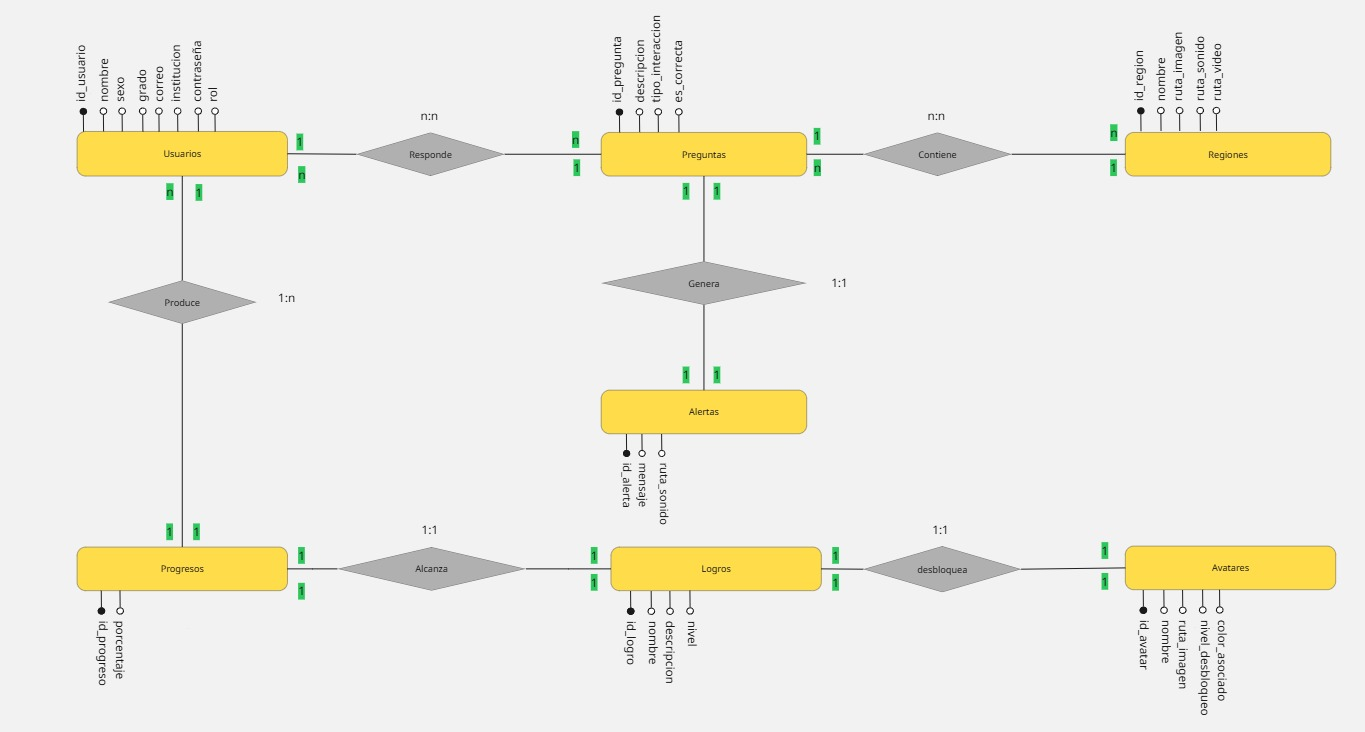 id_usuario
nombre
sexo
grado
correo
institucion
contraseña
rol
id_pregunta
descripcion
tipo_interaccion
es_correcta
id_region
nombre
ruta_imagen
ruta_sonido
ruta_video
n:n
n:n
1
n
1
n
Usuarios
Responde
Preguntas
Contiene
Regiones
n
1
n
1
n
1
1
1
Produce
1:n
Genera
1:1
1
1
Alertas
id_alerta
mensaje
ruta_sonido
1:1
1:1
1
1
1
1
1
1
Progresos
Alcanza
Logros
desbloquea
Avatares
1
1
1
1
id_progreso
porcentaje
id_logro
nombre
descripcion
nivel
id_avatar
nombre
ruta_imagen
nivel_desbloqueo
color_asociado